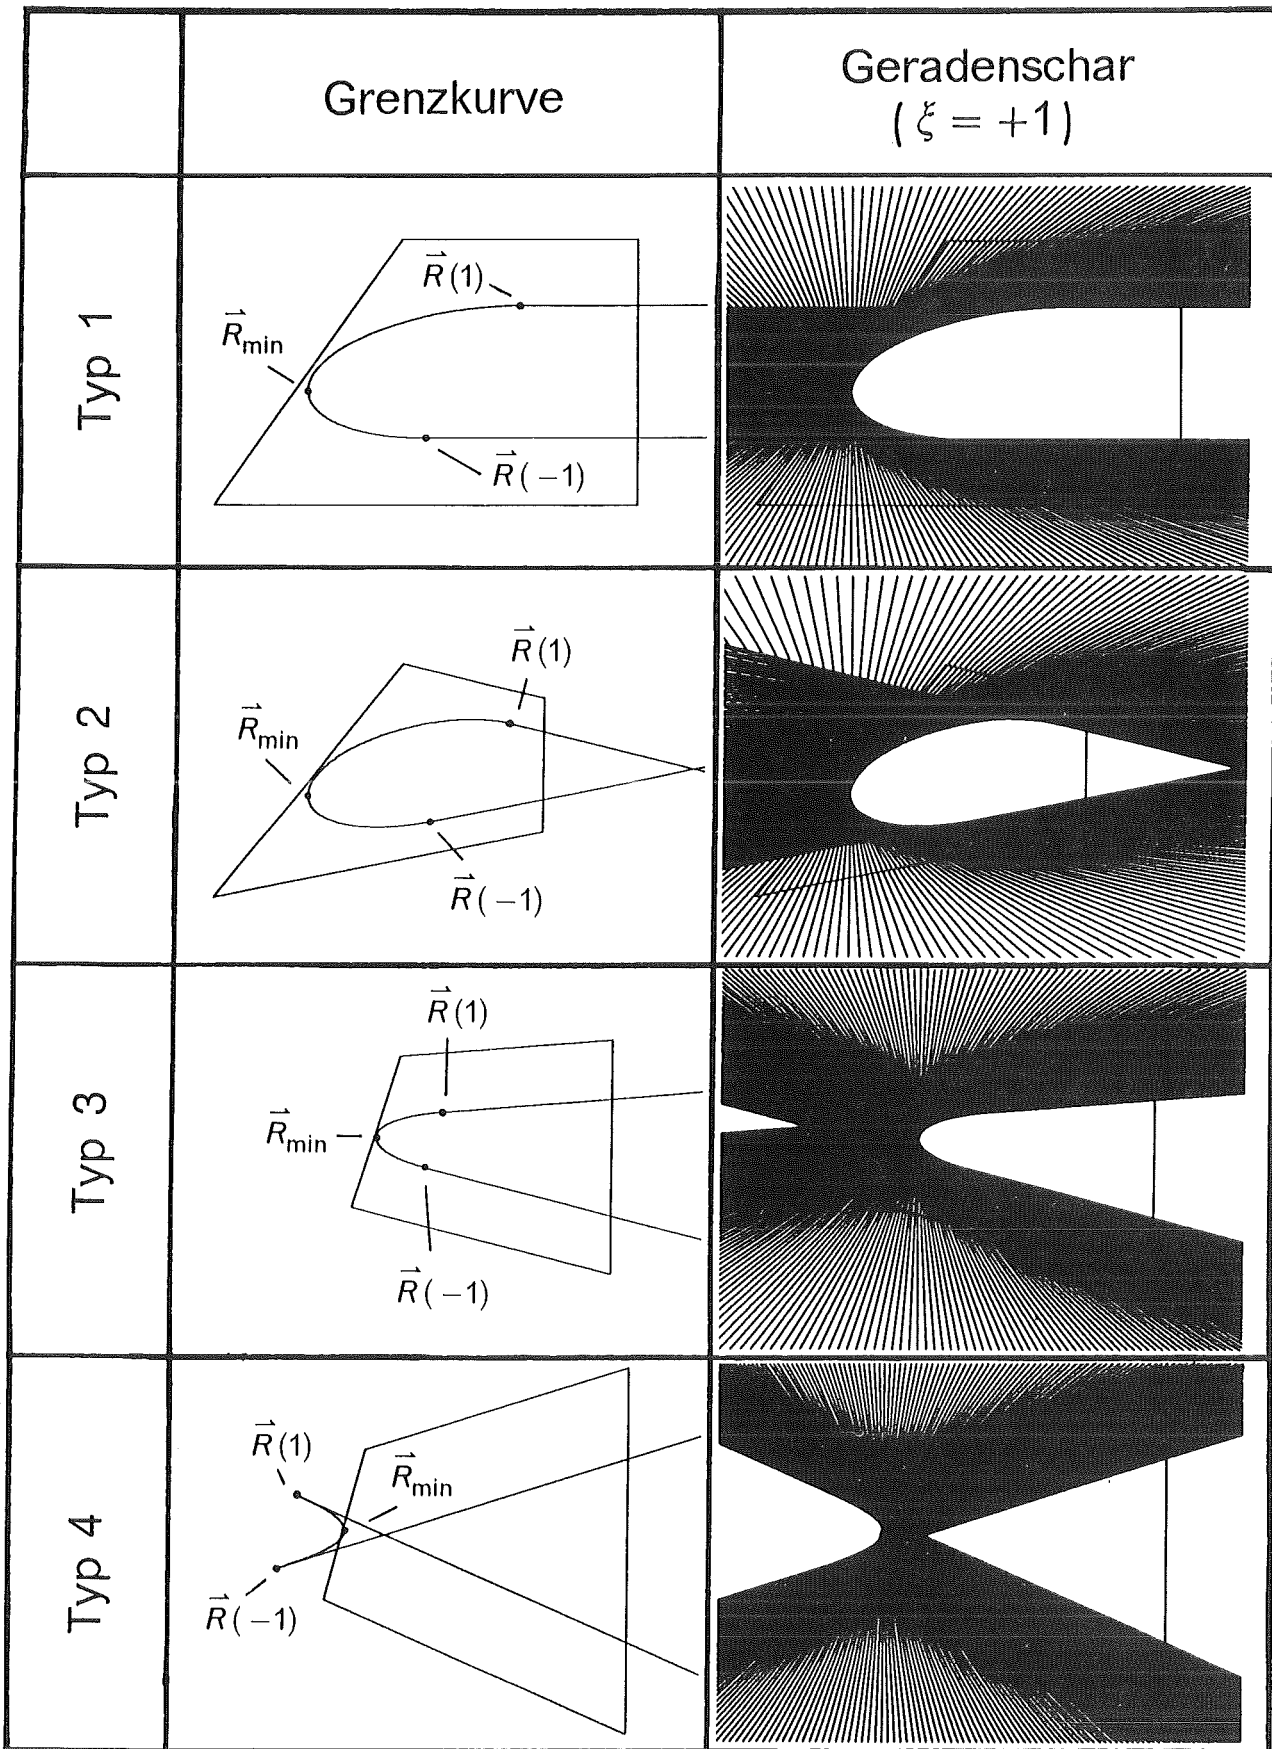 Grenzkurve
Geradenschar
( ξ = +1 )
Typ 1
R⃗(1)
R⃗min
R⃗(−1)
Typ 2
R⃗(1)
R⃗min
R⃗(−1)
Typ 3
R⃗(1)
R⃗min
R⃗(−1)
Typ 4
R⃗(1)
R⃗min
R⃗(−1)